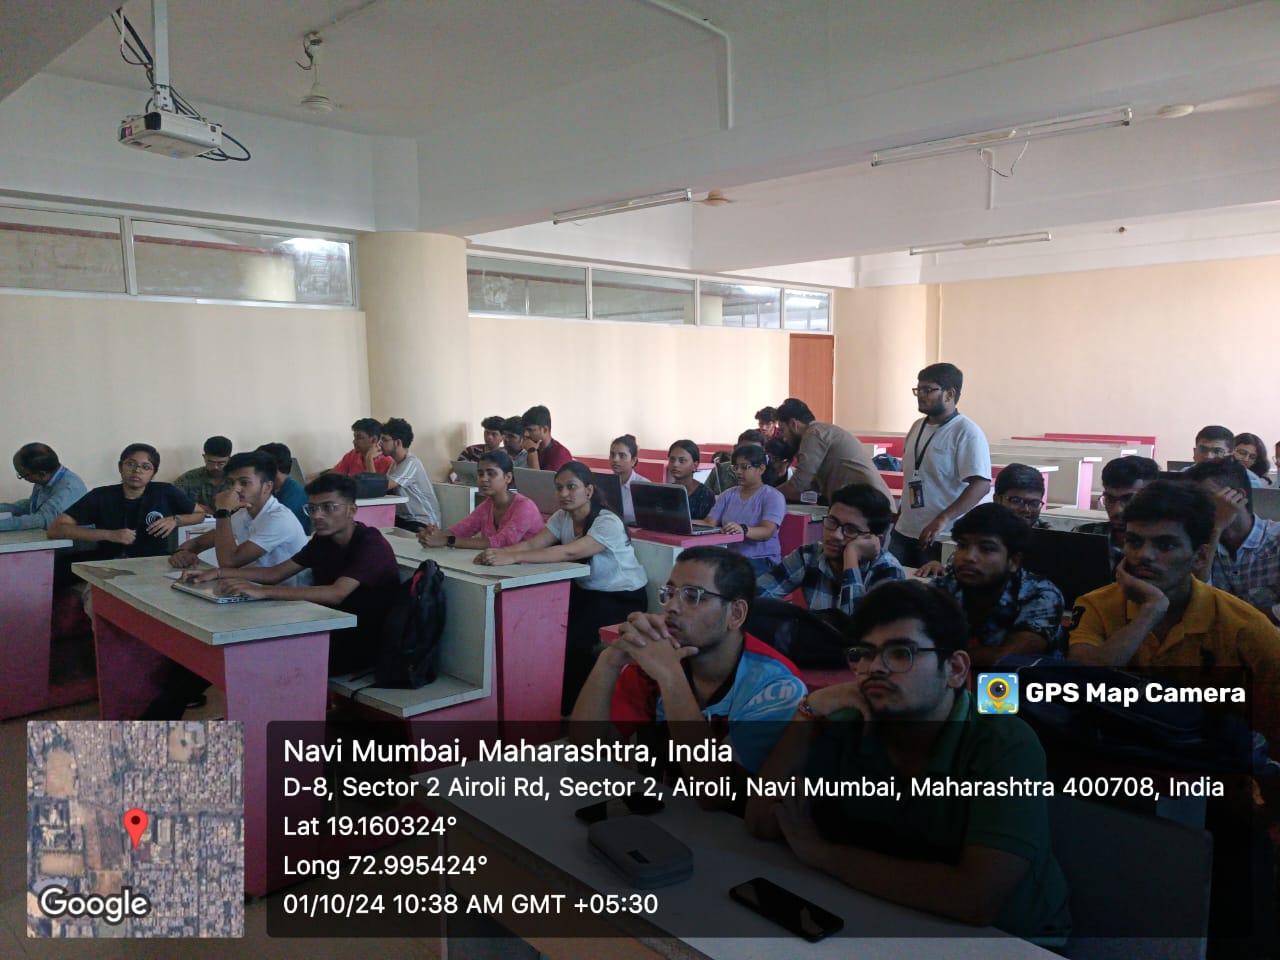 GPS Map Camera
Navi Mumbai, Maharashtra, India
D-8, Sector 2 Airoli Rd, Sector 2, Airoli, Navi Mumbai, Maharashtra 400708, India
Lat 19.160324°
Long 72.995424°
01/10/24 10:38 AM GMT +05:30
Google